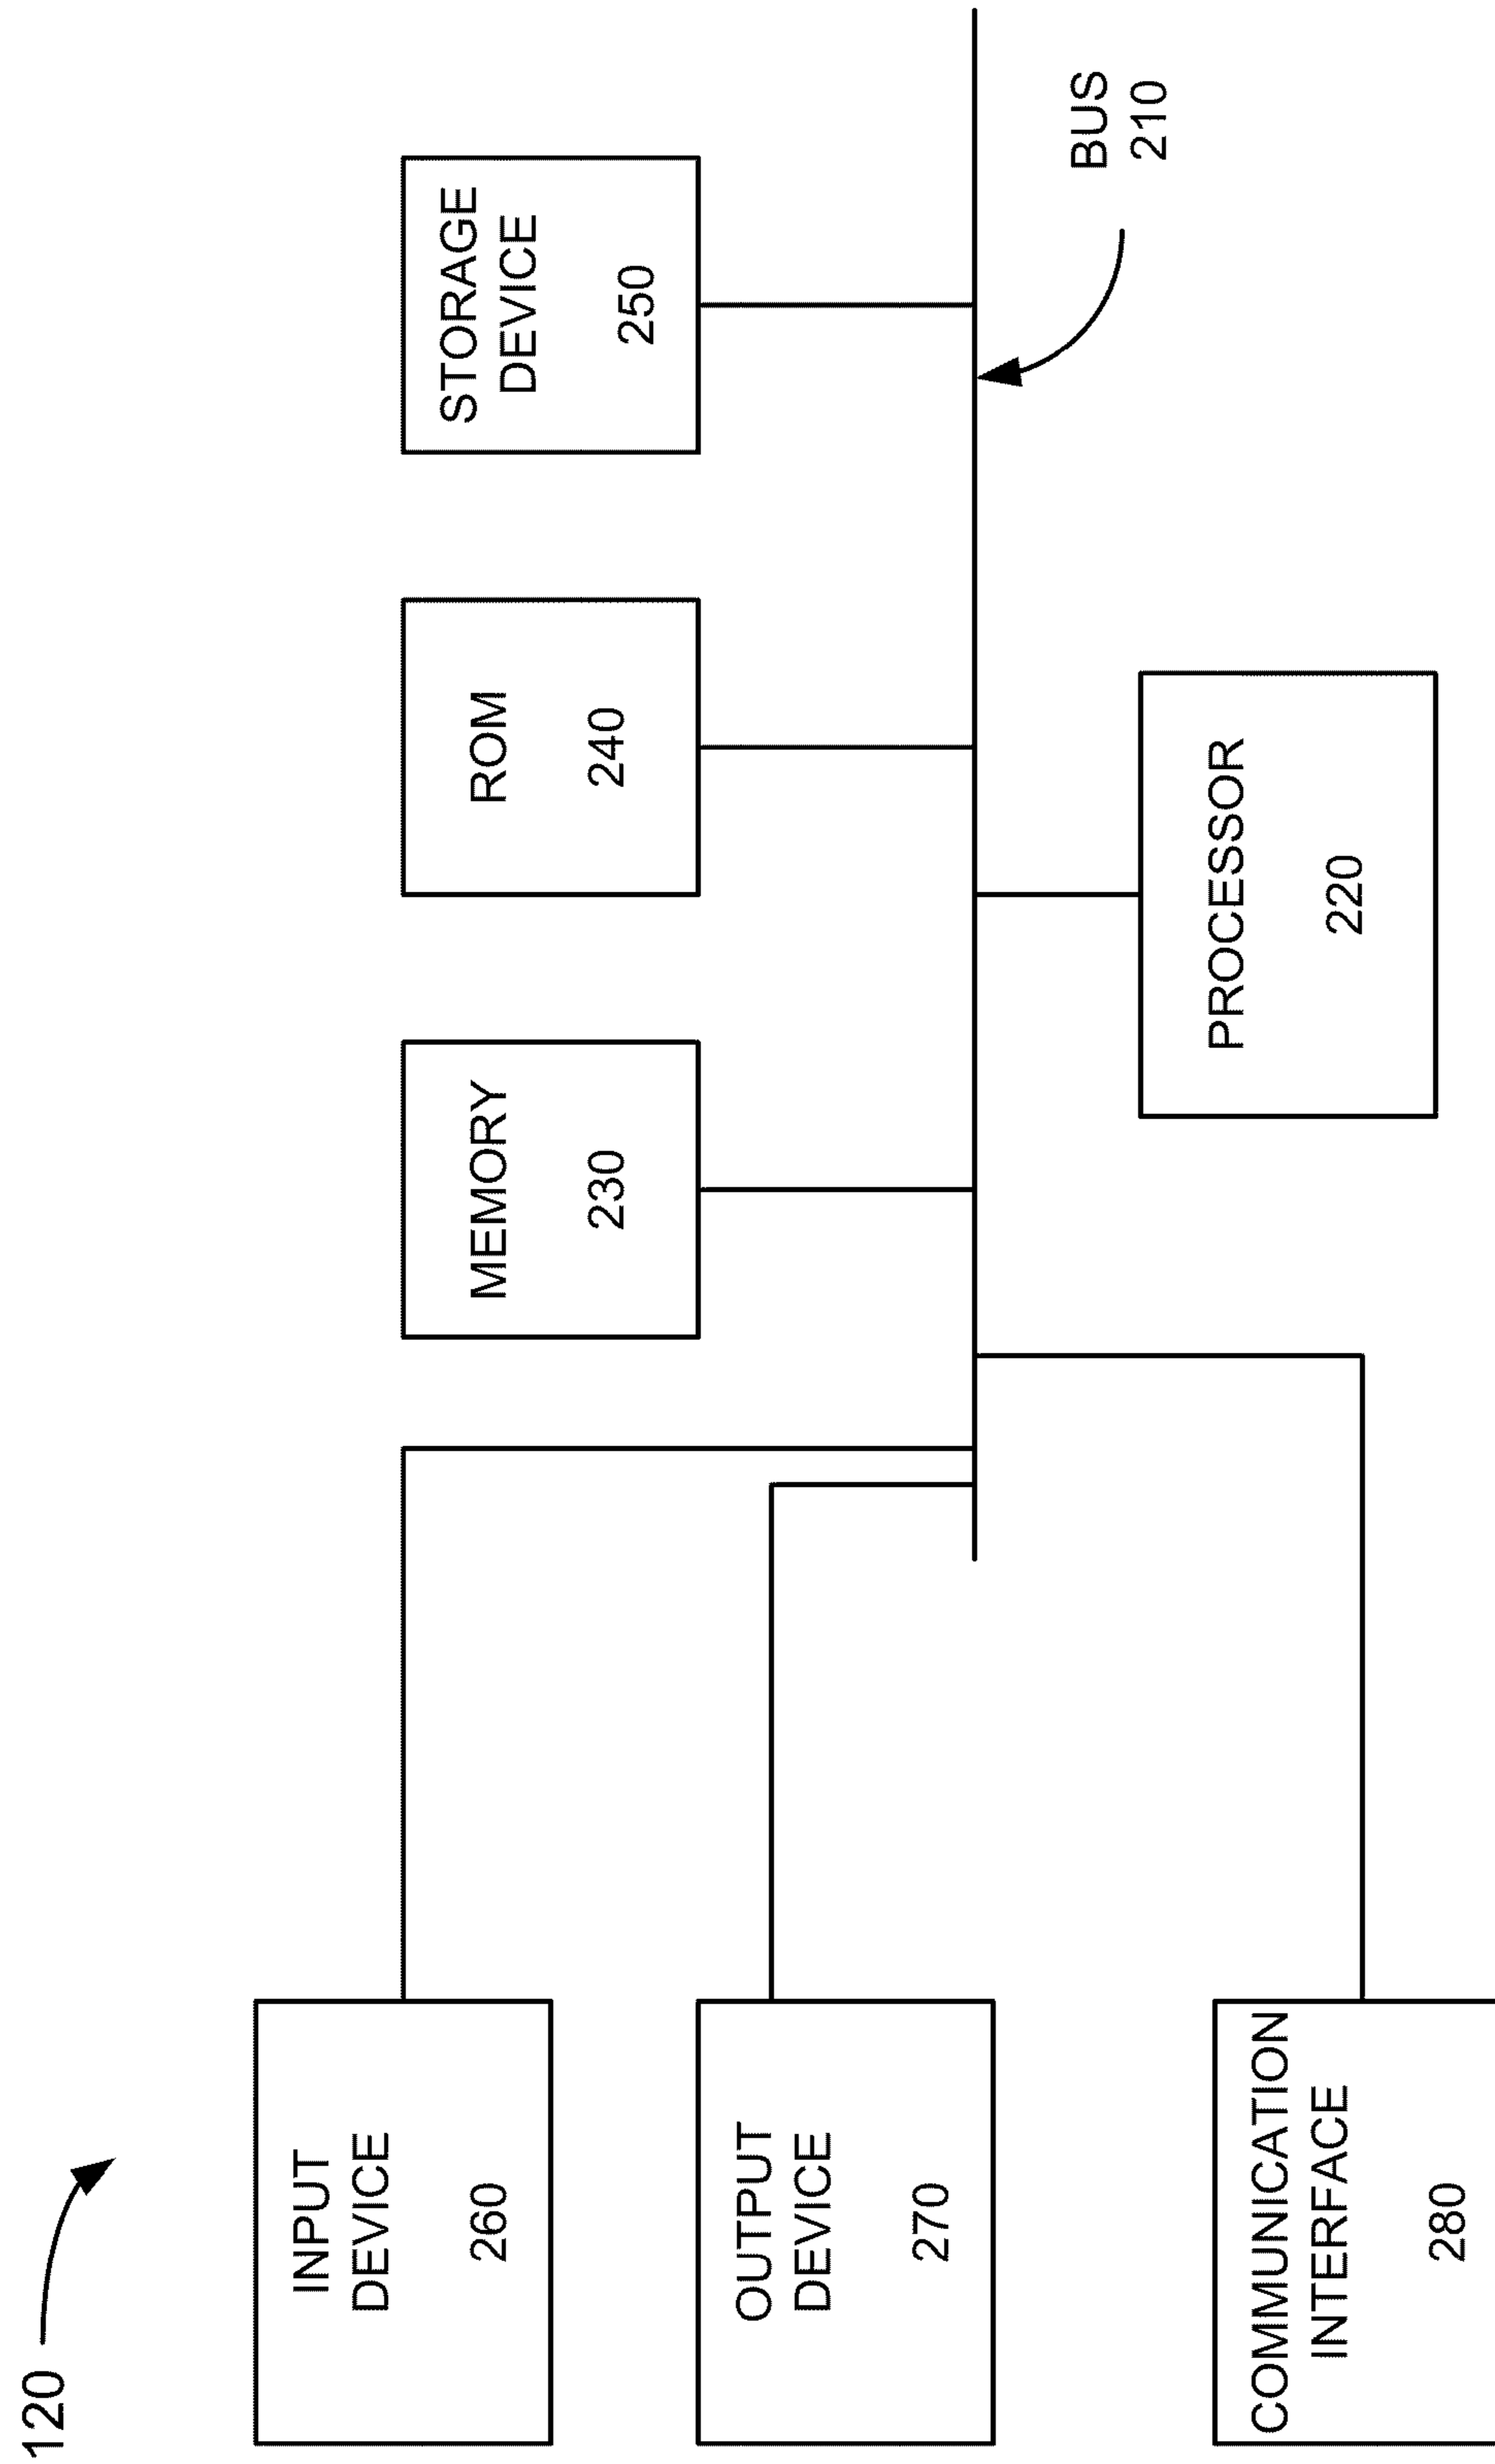 120
INPUT
DEVICE
260
MEMORY
230
ROM
240
STORAGE
DEVICE
250
OUTPUT
DEVICE
270
BUS
210
COMMUNICATION
INTERFACE
280
PROCESSOR
220